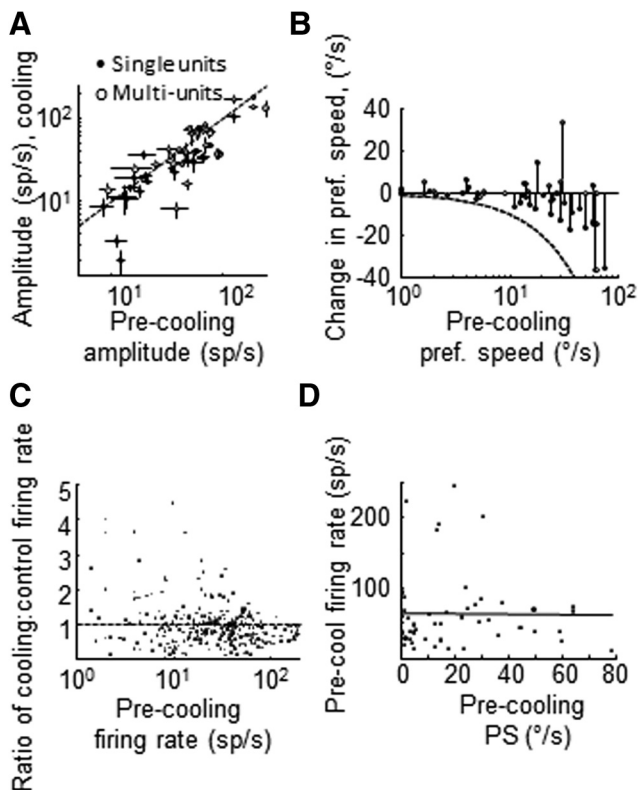 A
Amplitude (sp/s), cooling
Single units
Multi-units
10²
10¹
10¹ 10²
Pre-cooling
amplitude (sp/s)
B
Change in pref. speed, (°/s)
40
20
0
-20
-40
10⁰ 10¹ 10²
Pre-cooling
pref. speed (°/s)
C
Ratio of cooling:control firing rate
5
4
3
2
1
10⁰ 10¹ 10²
Pre-cooling
firing rate (sp/s)
D
Pre-cool firing rate (sp/s)
200
100
0 20 40 60 80
Pre-cooling
PS (°/s)